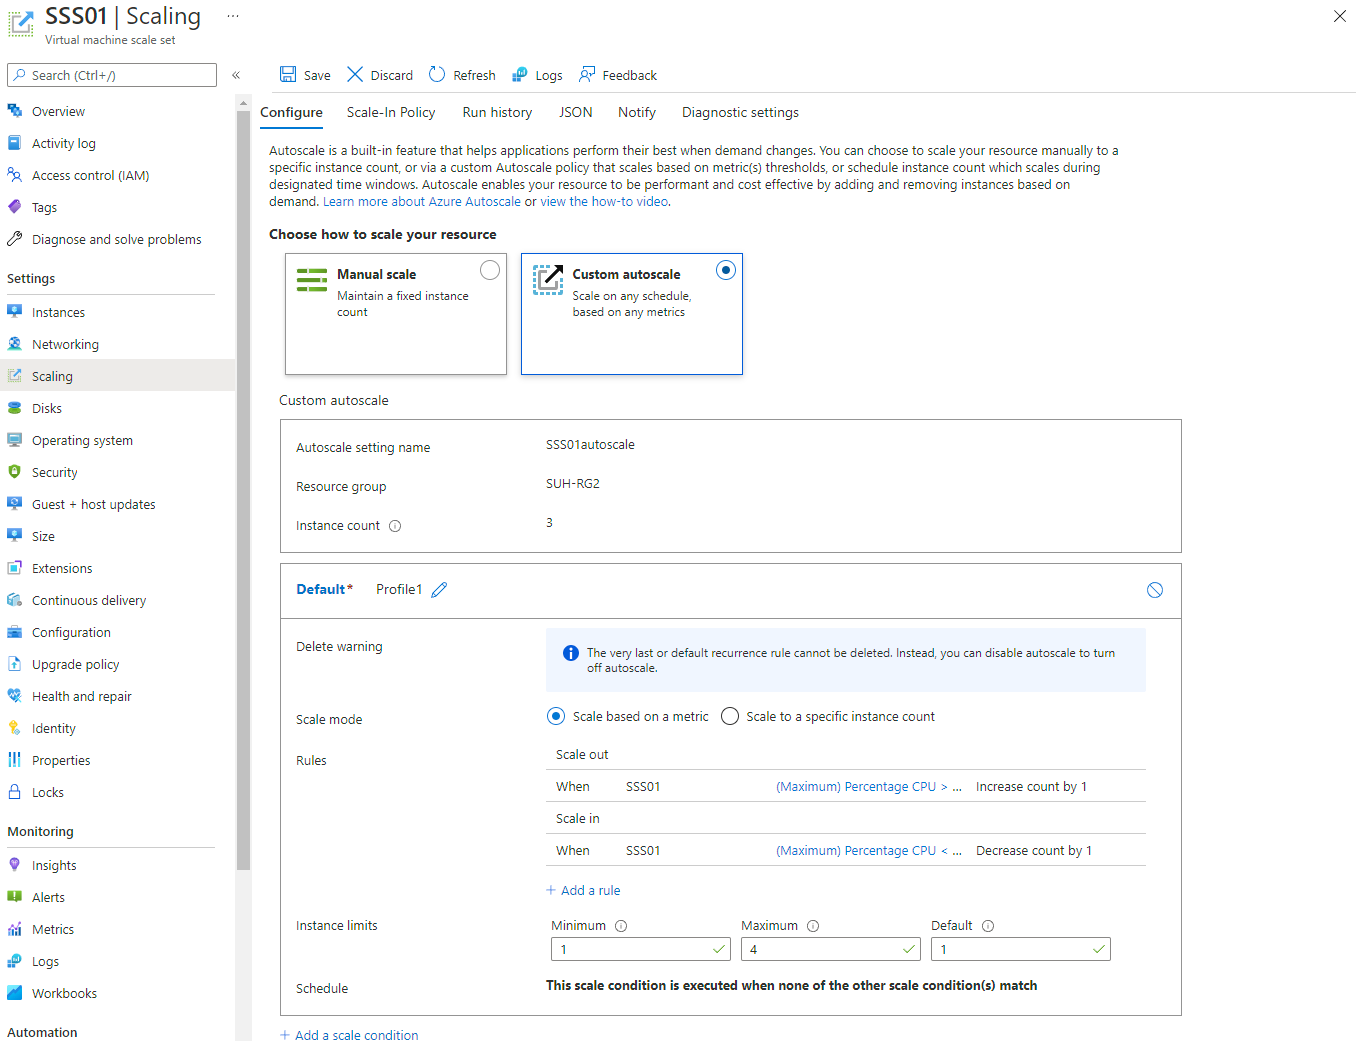 SSS01 | Scaling ...
Virtual machine scale set
Search (Ctrl+/)
«
Overview
Activity log
Access control (IAM)
Tags
Diagnose and solve problems
Settings
Instances
Networking
Scaling
Disks
Operating system
Security
Guest + host updates
Size
Extensions
Continuous delivery
Configuration
Upgrade policy
Health and repair
Identity
Properties
Locks
Monitoring
Insights
Alerts
Metrics
Logs
Workbooks
Automation
Save Discard Refresh Logs Feedback
Configure Scale-In Policy Run history JSON Notify Diagnostic settings
Autoscale is a built-in feature that helps applications perform their best when demand changes. You can choose to scale your resource manually to a
specific instance count, or via a custom Autoscale policy that scales based on metric(s) thresholds, or schedule instance count which scales during
designated time windows. Autoscale enables your resource to be performant and cost effective by adding and removing instances based on
demand. Learn more about Azure Autoscale or view the how-to video.
Choose how to scale your resource
Manual scale
Maintain a fixed instance
count
Custom autoscale
Scale on any schedule,
based on any metrics
Custom autoscale
Autoscale setting name SSS01autoscale
Resource group SUH-RG2
Instance count 3
Default* Profile1
Delete warning
The very last or default recurrence rule cannot be deleted. Instead, you can disable autoscale to turn
off autoscale.
Scale mode Scale based on a metric Scale to a specific instance count
Rules
Scale out
When SSS01 (Maximum) Percentage CPU > ... Increase count by 1
Scale in
When SSS01 (Maximum) Percentage CPU < ... Decrease count by 1
+ Add a rule
Instance limits
Minimum Maximum Default
1 4 1
Schedule This scale condition is executed when none of the other scale condition(s) match
+ Add a scale condition